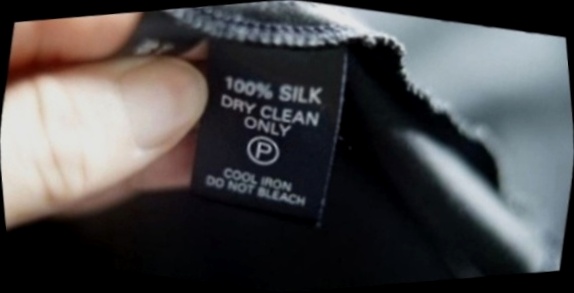 100% SILK
DRY CLEAN
ONLY
P
COOL IRON
DO NOT BLEACH